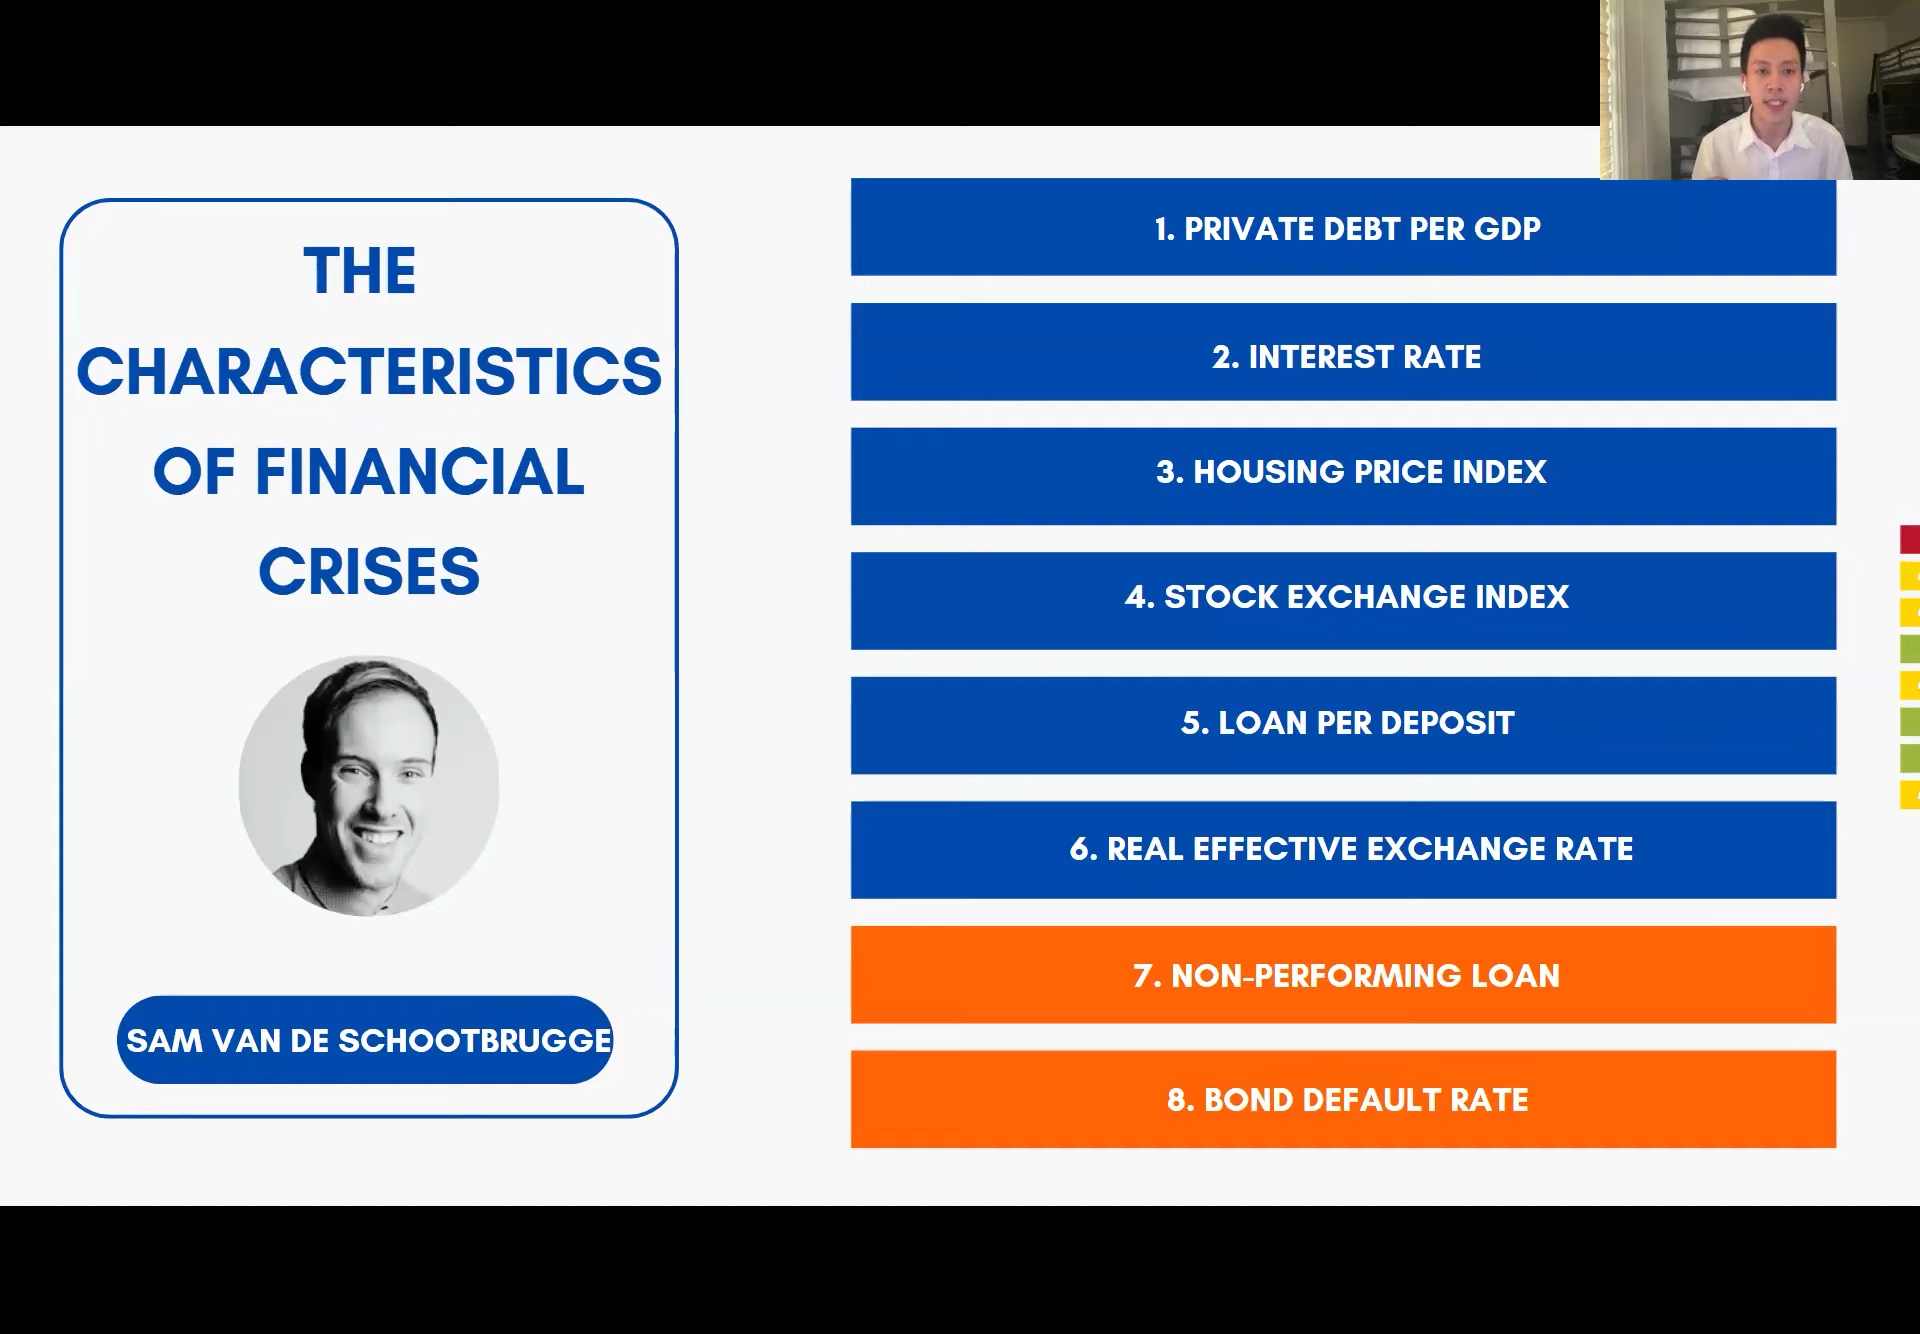 THE
CHARACTERISTICS
OF FINANCIAL
CRISES
SAM VAN DE SCHOOTBRUGGE
1. PRIVATE DEBT PER GDP
2. INTEREST RATE
3. HOUSING PRICE INDEX
4. STOCK EXCHANGE INDEX
5. LOAN PER DEPOSIT
6. REAL EFFECTIVE EXCHANGE RATE
7. NON-PERFORMING LOAN
8. BOND DEFAULT RATE